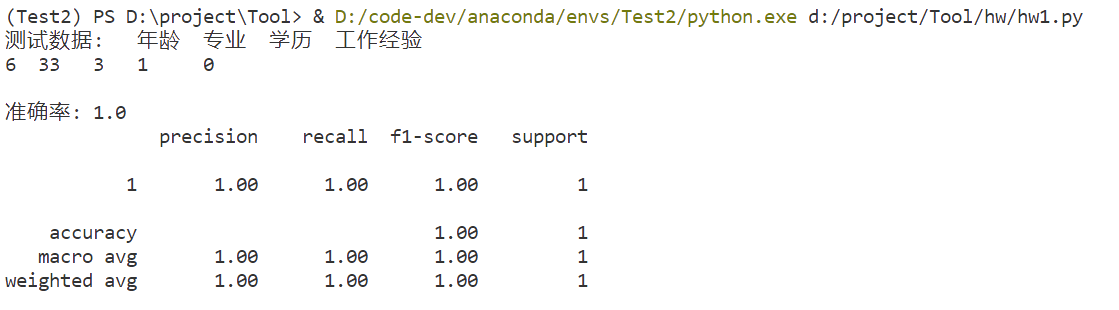 (Test2) PS D:\project\Tool> & D:/code-dev/anaconda/envs/Test2/python.exe d:/project/Tool/hw/hw1.py
测试数据:   年龄  专业  学历  工作经验
6  33   3   1     0
准确率: 1.0
              precision    recall  f1-score   support
           1       1.00      1.00      1.00         1
    accuracy                           1.00         1
   macro avg       1.00      1.00      1.00         1
weighted avg       1.00      1.00      1.00         1